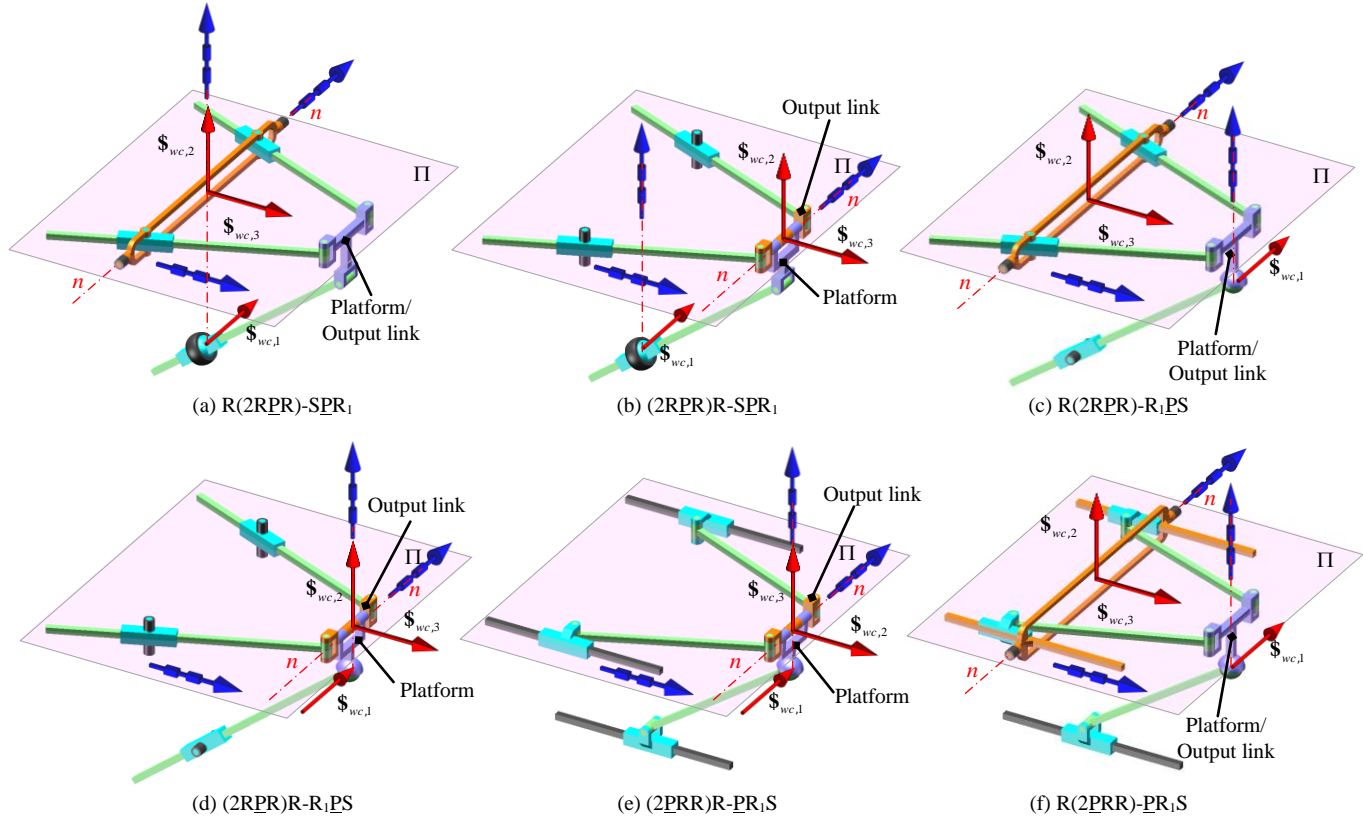 n
$wc,2
Π
$wc,3
n
Platform/
Output link
$wc,1
(a) R(2RPR)-SPR1
Output link
$wc,2
Π
n
$wc,3
n
Platform
$wc,1
(b) (2RPR)R-SPR1
n
$wc,2
Π
$wc,3
n
$wc,1
Platform/
Output link
(c) R(2RPR)-R1PS
Output link
Π
$wc,2
n
$wc,3
n
Platform
$wc,1
(d) (2RPR)R-R1PS
Output link
Π
$wc,3
n
$wc,2
n
Platform
$wc,1
(e) (2PRR)R-PR1S
n
$wc,2
Π
$wc,3
n
$wc,1
Platform/
Output link
(f) R(2PRR)-PR1S